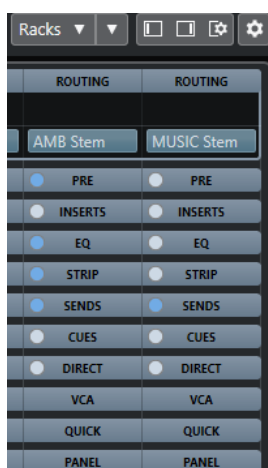 Racks
ROUTING ROUTING
AMB Stem MUSIC Stem
PRE PRE
INSERTS INSERTS
EQ EQ
STRIP STRIP
SENDS SENDS
CUES CUES
DIRECT DIRECT
VCA VCA
QUICK QUICK
PANEL PANEL